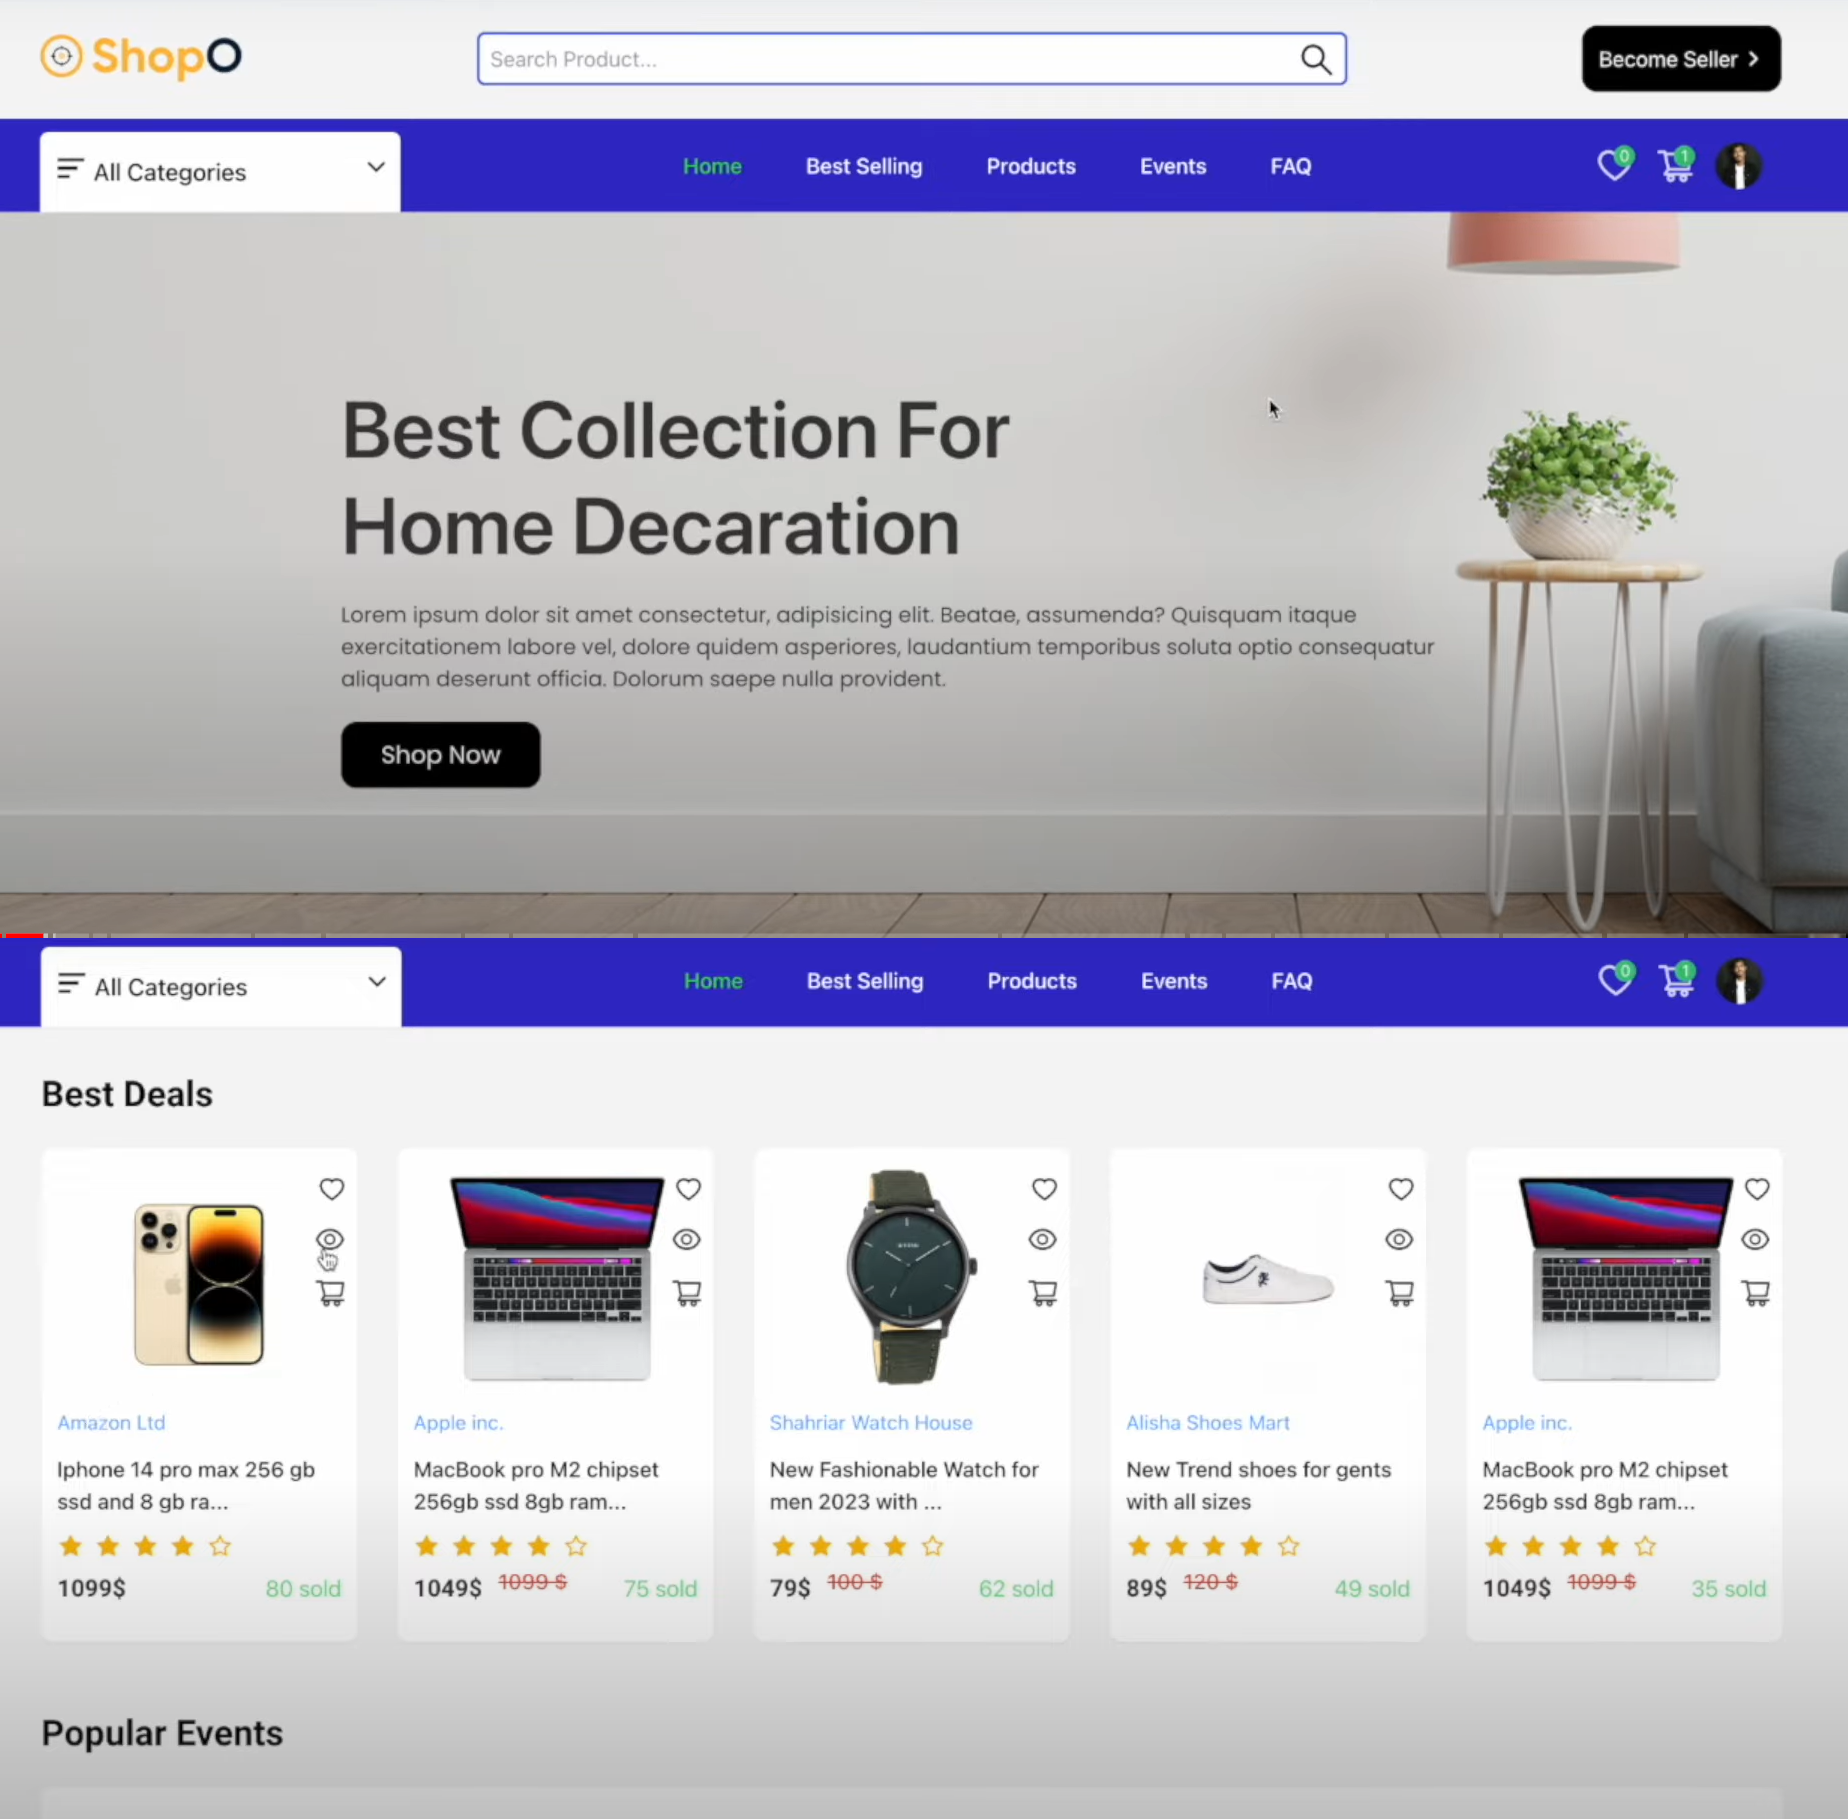 ShopO
Search Product...
Become Seller >
All Categories
Home
Best Selling
Products
Events
FAQ
0
1
Best Collection For
Home Decaration
Lorem ipsum dolor sit amet consectetur, adipisicing elit. Beatae, assumenda? Quisquam itaque
exercitationem labore vel, dolore quidem asperiores, laudantium temporibus soluta optio consequatur
aliquam deserunt officia. Dolorum saepe nulla provident.
Shop Now
All Categories
Home
Best Selling
Products
Events
FAQ
0
1
Best Deals
Amazon Ltd
Iphone 14 pro max 256 gb
ssd and 8 gb ra...
1099$
80 sold
Apple inc.
MacBook pro M2 chipset
256gb ssd 8gb ram...
1049$ 1099 $
75 sold
Shahriar Watch House
New Fashionable Watch for
men 2023 with ...
79$ 100 $
62 sold
Alisha Shoes Mart
New Trend shoes for gents
with all sizes
89$ 120 $
49 sold
Apple inc.
MacBook pro M2 chipset
256gb ssd 8gb ram...
1049$ 1099 $
35 sold
Popular Events